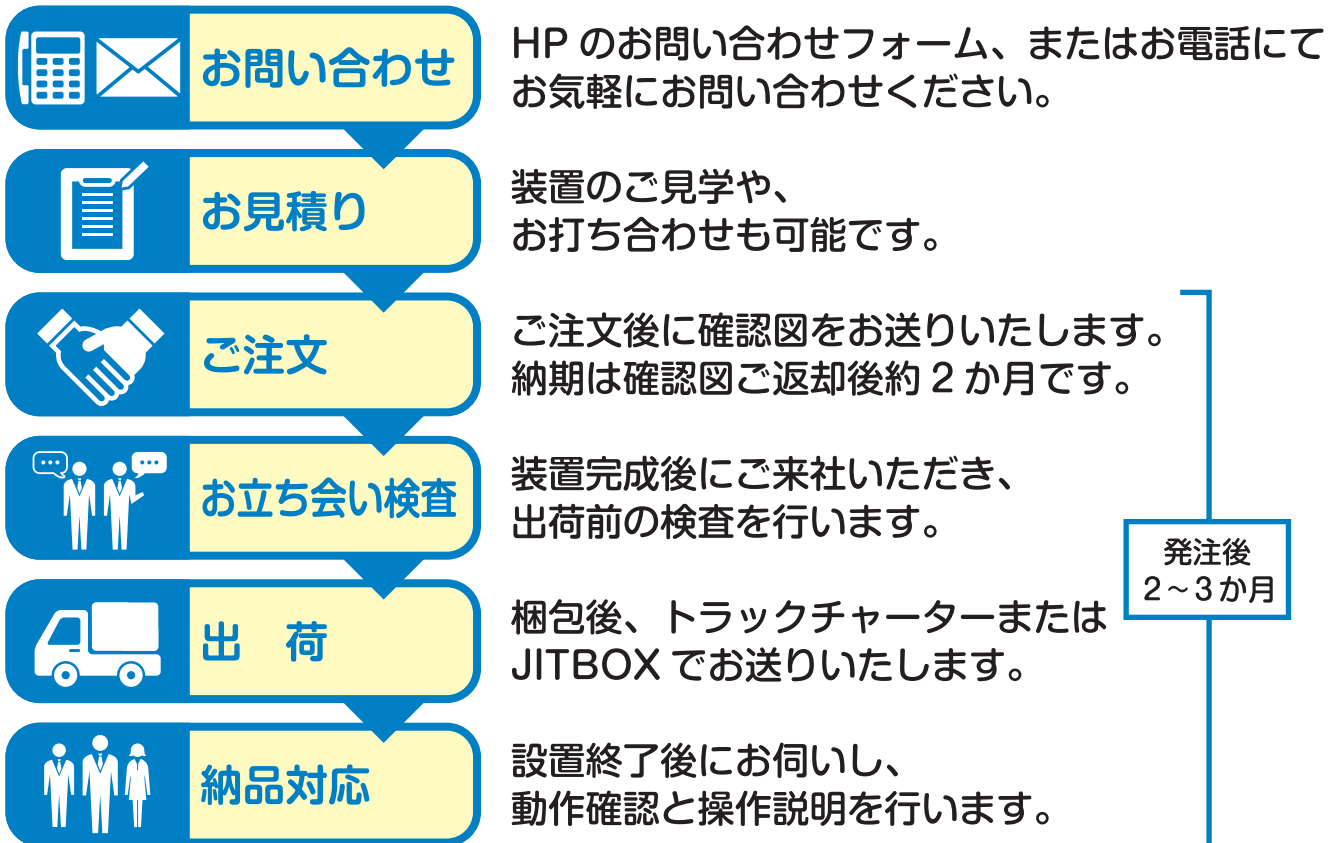 お問い合わせ
HP のお問い合わせフォーム、またはお電話にて
お気軽にお問い合わせください。
お見積り
装置のご見学や、
お打ち合わせも可能です。
ご注文
ご注文後に確認図をお送りいたします。
納期は確認図ご返却後約 2 か月です。
お立ち会い検査
装置完成後にご来社いただき、
出荷前の検査を行います。
発注後
2～3か月
出　荷
梱包後、トラックチャーターまたは
JITBOX でお送りいたします。
納品対応
設置終了後にお伺いし、
動作確認と操作説明を行います。